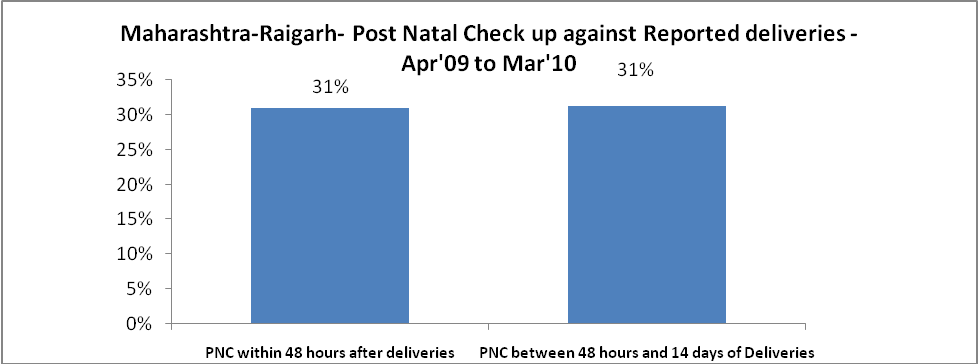 Maharashtra-Raigarh- Post Natal Check up against Reported deliveries -
Apr'09 to Mar'10
31%
31%
35%
30%
25%
20%
15%
10%
5%
0%
PNC within 48 hours after deliveries
PNC between 48 hours and 14 days of Deliveries